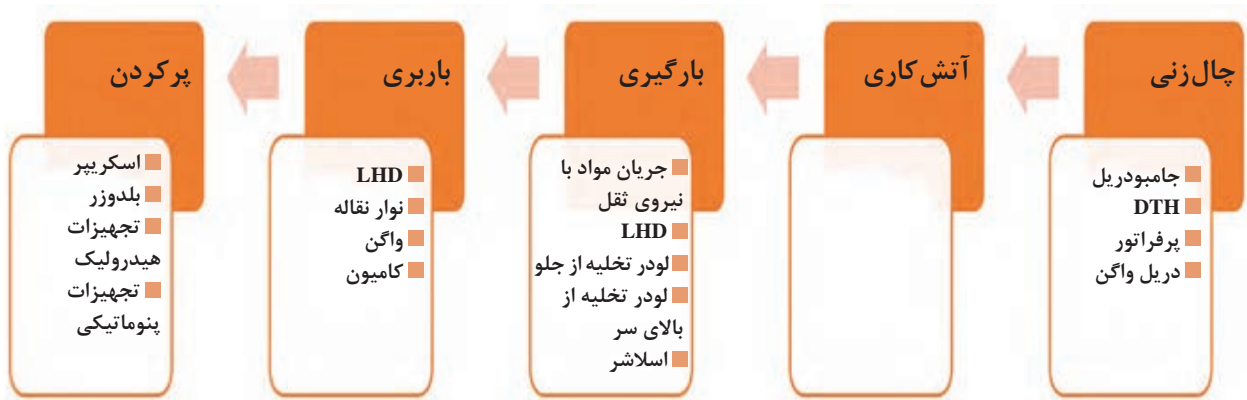 چال‌زنی
جامبودریل
DTH
پرفراتور
دریل واگن
آتش‌کاری
بارگیری
جریان مواد با
نیروی ثقل
LHD
لودر تخلیه از جلو
لودر تخلیه از
بالای سر
اسلاشر
باربری
LHD
نوار نقاله
واگن
کامیون
پرکردن
اسکریپر
بلدوزر
تجهیزات
هیدرولیک
تجهیزات
پنوماتیکی